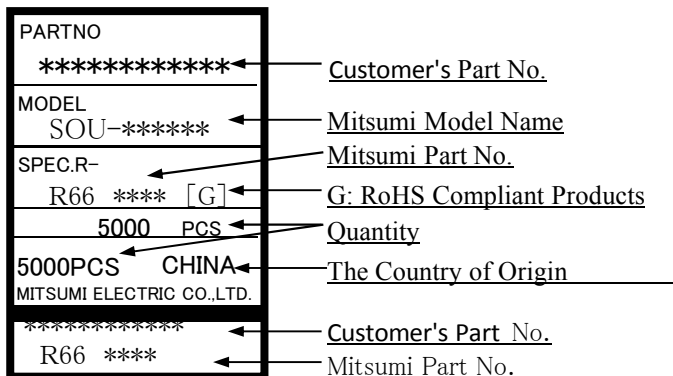 PARTNO
************ Customer's Part No.
MODEL
SOU-****** Mitsumi Model Name
SPEC.R- Mitsumi Part No.
R66 **** [G] G: RoHS Compliant Products
5000 PCS Quantity
5000PCS CHINA The Country of Origin
MITSUMI ELECTRIC CO.,LTD.
************ Customer's Part No.
R66 **** Mitsumi Part No.